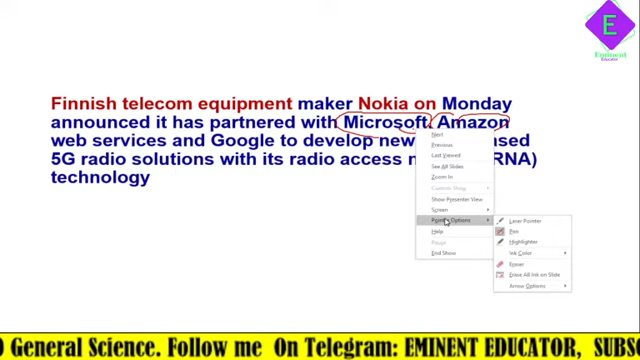 E
Eminent
Educator
Finnish telecom equipment maker Nokia on Monday
announced it has partnered with Microsoft, Amazon
web services and Google to develop new sed
5G radio solutions with its radio access n RNA)
technology
Next
Previous
Last Viewed
See All Slides
Zoom In
Custom Show
Show Presenter View
Screen
Pointer Options
Help
Pause
End Show
Laser Pointer
Pen
Highlighter
Ink Color
Eraser
Erase All Ink on Slide
Arrow Options
D General Science. Follow me On Telegram: EMINENT EDUCATOR, SUBS